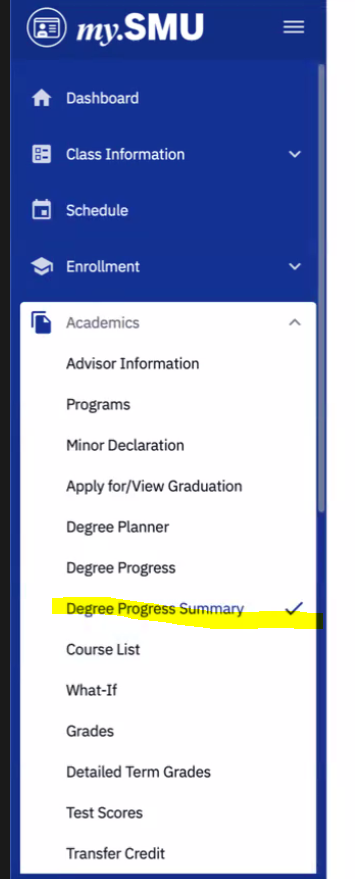 my.SMU
Dashboard
Class Information
Schedule
Enrollment
Academics
Advisor Information
Programs
Minor Declaration
Apply for/View Graduation
Degree Planner
Degree Progress
Degree Progress Summary
Course List
What-If
Grades
Detailed Term Grades
Test Scores
Transfer Credit